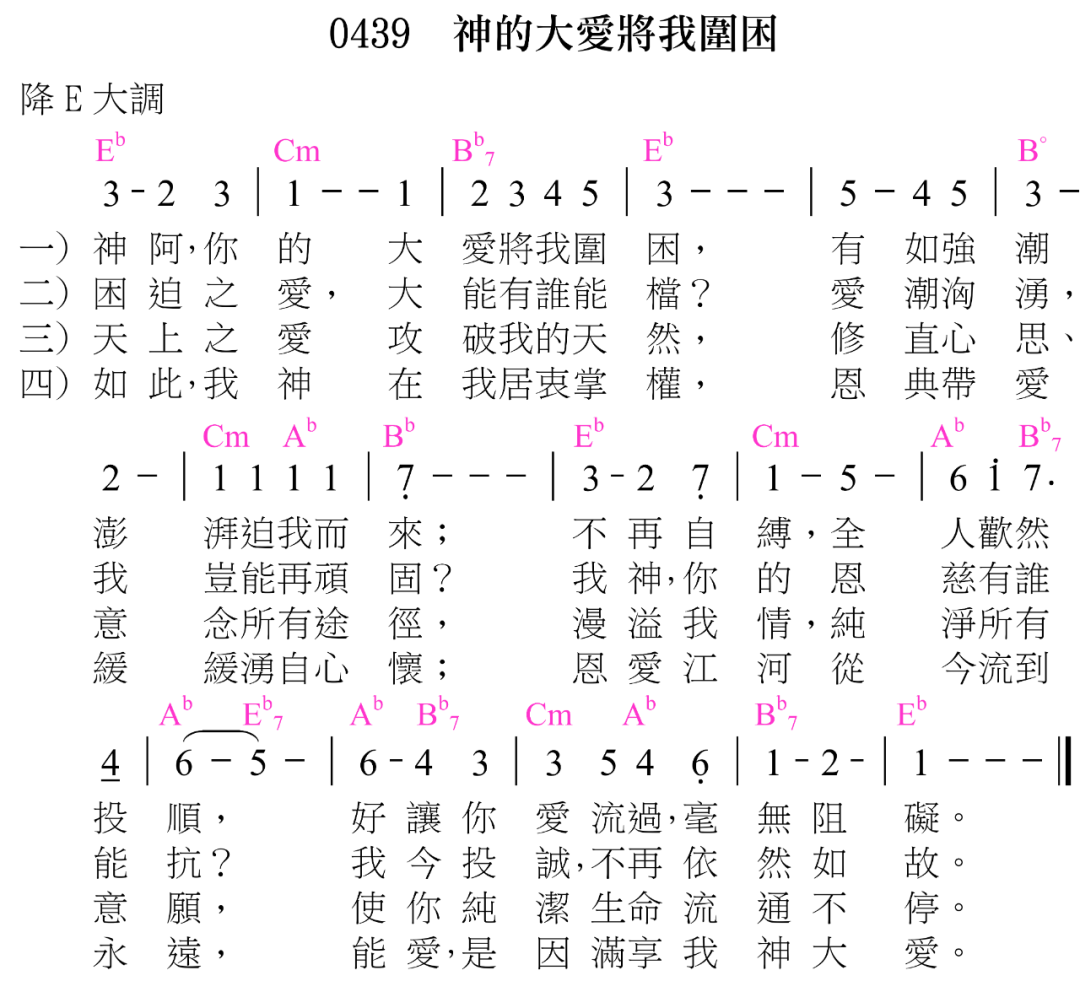 0439 神的大愛將我圍困
降E大調
E♭ Cm B♭7 E♭ B°
3-2 3 | 1 - - 1 | 2 3 4 5 | 3 - - - | 5 - 4 5 | 3 -
一) 神阿,你的大愛將我圍困,有如強潮
二) 困迫之愛,大能有誰能檔?愛潮洶湧,
三) 天上之愛攻破我的天然,修直心思、
四) 如此,我神在我居衷掌權,恩典帶愛
Cm A♭ B♭ E♭ Cm A♭ B♭7
2 - | 1 1 1 1 | 7̣ - - - | 3-2 7̣ | 1 - 5 - | 6 i 7.
澎湃迫我而來;不再自縛,全人歡然
我豈能再頑固?我神,你的恩慈有誰
意念所有途徑,漫溢我情,純淨所有
緩緩湧自心懷;恩愛江河從今流到
A♭ E♭7 A♭ B♭7 Cm A♭ B♭7 E♭
4̲ | 6 - 5 - | 6-4 3 | 3 5 4 6̣ | 1-2- | 1 - - - ||
投順,好讓你愛流過,毫無阻礙。
能抗?我今投誠,不再依然如故。
意願,使你純潔生命流通不停。
永遠,能愛,是因滿享我神大愛。